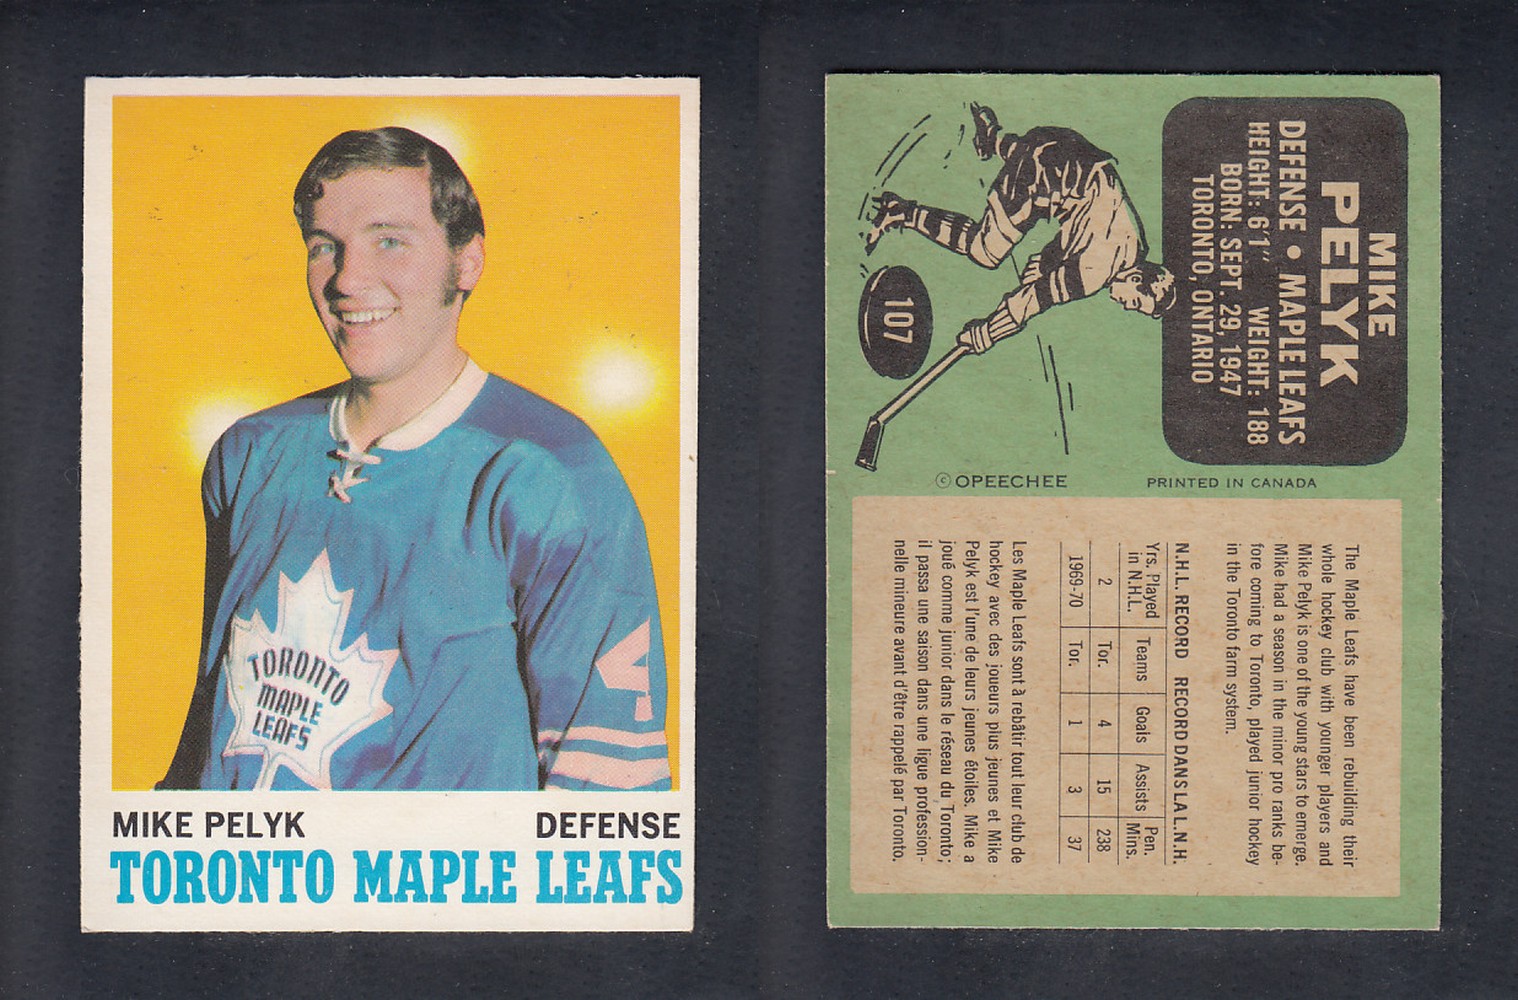 TORONTO
MAPLE
LEAFS
4
MIKE PELYK DEFENSE
TORONTO MAPLE LEAFS
MIKE
PELYK
DEFENSE • MAPLE LEAFS
HEIGHT: 6'1" WEIGHT: 188
BORN: SEPT. 29, 1947
TORONTO, ONTARIO
107
© OPEECHEE PRINTED IN CANADA
The Maple Leafs have been rebuilding their
whole hockey club with younger players and
Mike Pelyk is one of the young stars to emerge.
Mike had a season in the minor pro ranks be-
fore coming to Toronto, played junior hockey
in the Toronto farm system.
N.H.L. RECORD RECORD DANS LA L.N.H.
Yrs. Played in N.H.L. Teams Goals Assists Pen. Mins.
2 Tor. 4 15 238
1969-70 Tor. 1 3 37
Les Maple Leafs sont à rebâtir tout leur club de
hockey avec des joueurs plus jeunes et Mike
Pelyk est l'une de leurs jeunes étoiles. Mike a
joué comme junior dans le réseau du Toronto;
il passa une saison dans une ligue profession-
nelle mineure avant d'être rappelé par Toronto.